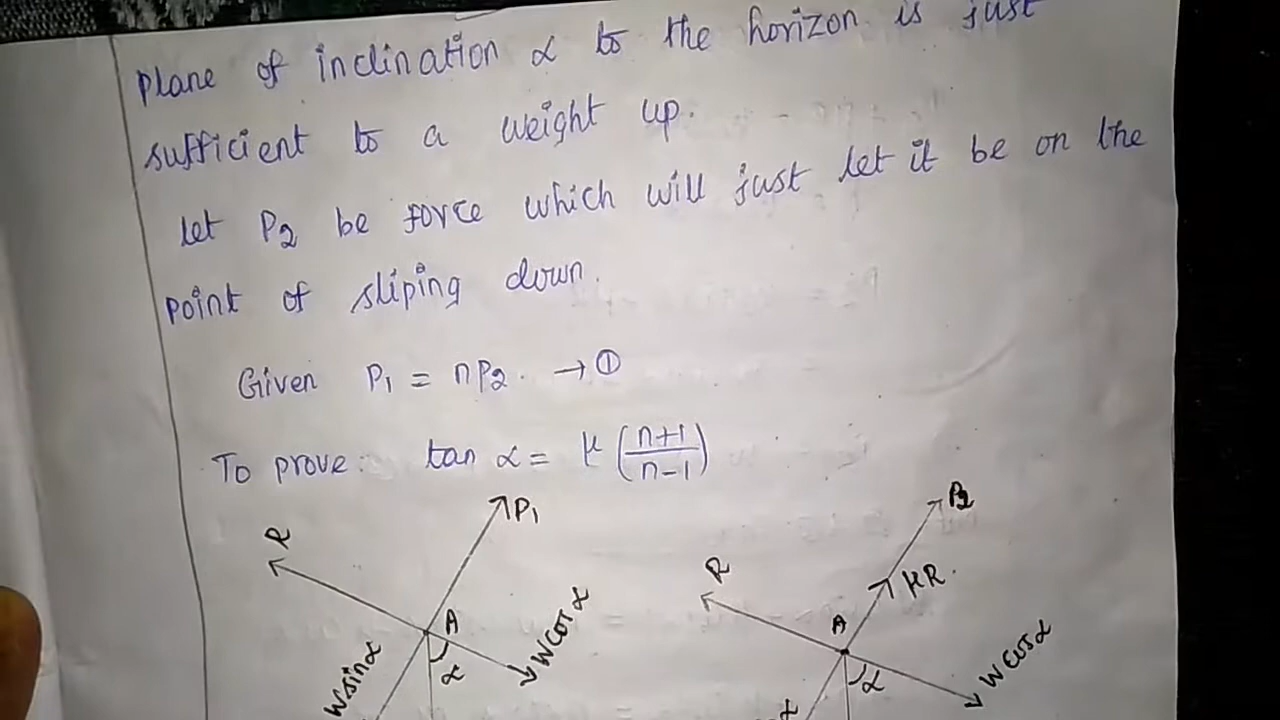 plane of inclination α to the horizon is just
sufficient to a weight up.
let P₂ be force which will just let it be on the
point of sliping down.
Given P₁ = nP₂. → ①
To prove: tan α = μ (n+1/n-1)
R
P₁
A
α
W cos α
W sin α
R
P₂
μR.
A
α
W cos α
α